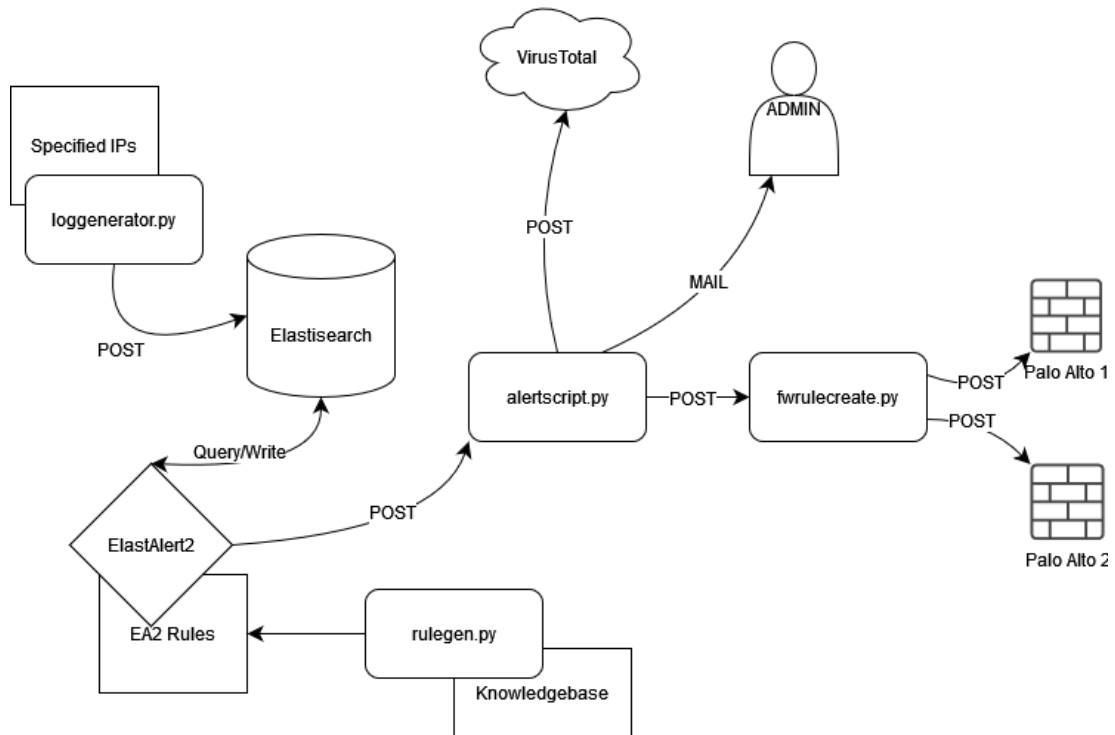 VirusTotal
ADMIN
Specified IPs
loggenerator.py
POST
MAIL
Elastisearch
POST
Palo Alto 1
alertscript.py
POST
fwrulecreate.py
POST
POST
Query/Write
POST
ElastAlert2
Palo Alto 2
EA2 Rules
rulegen.py
Knowledgebase